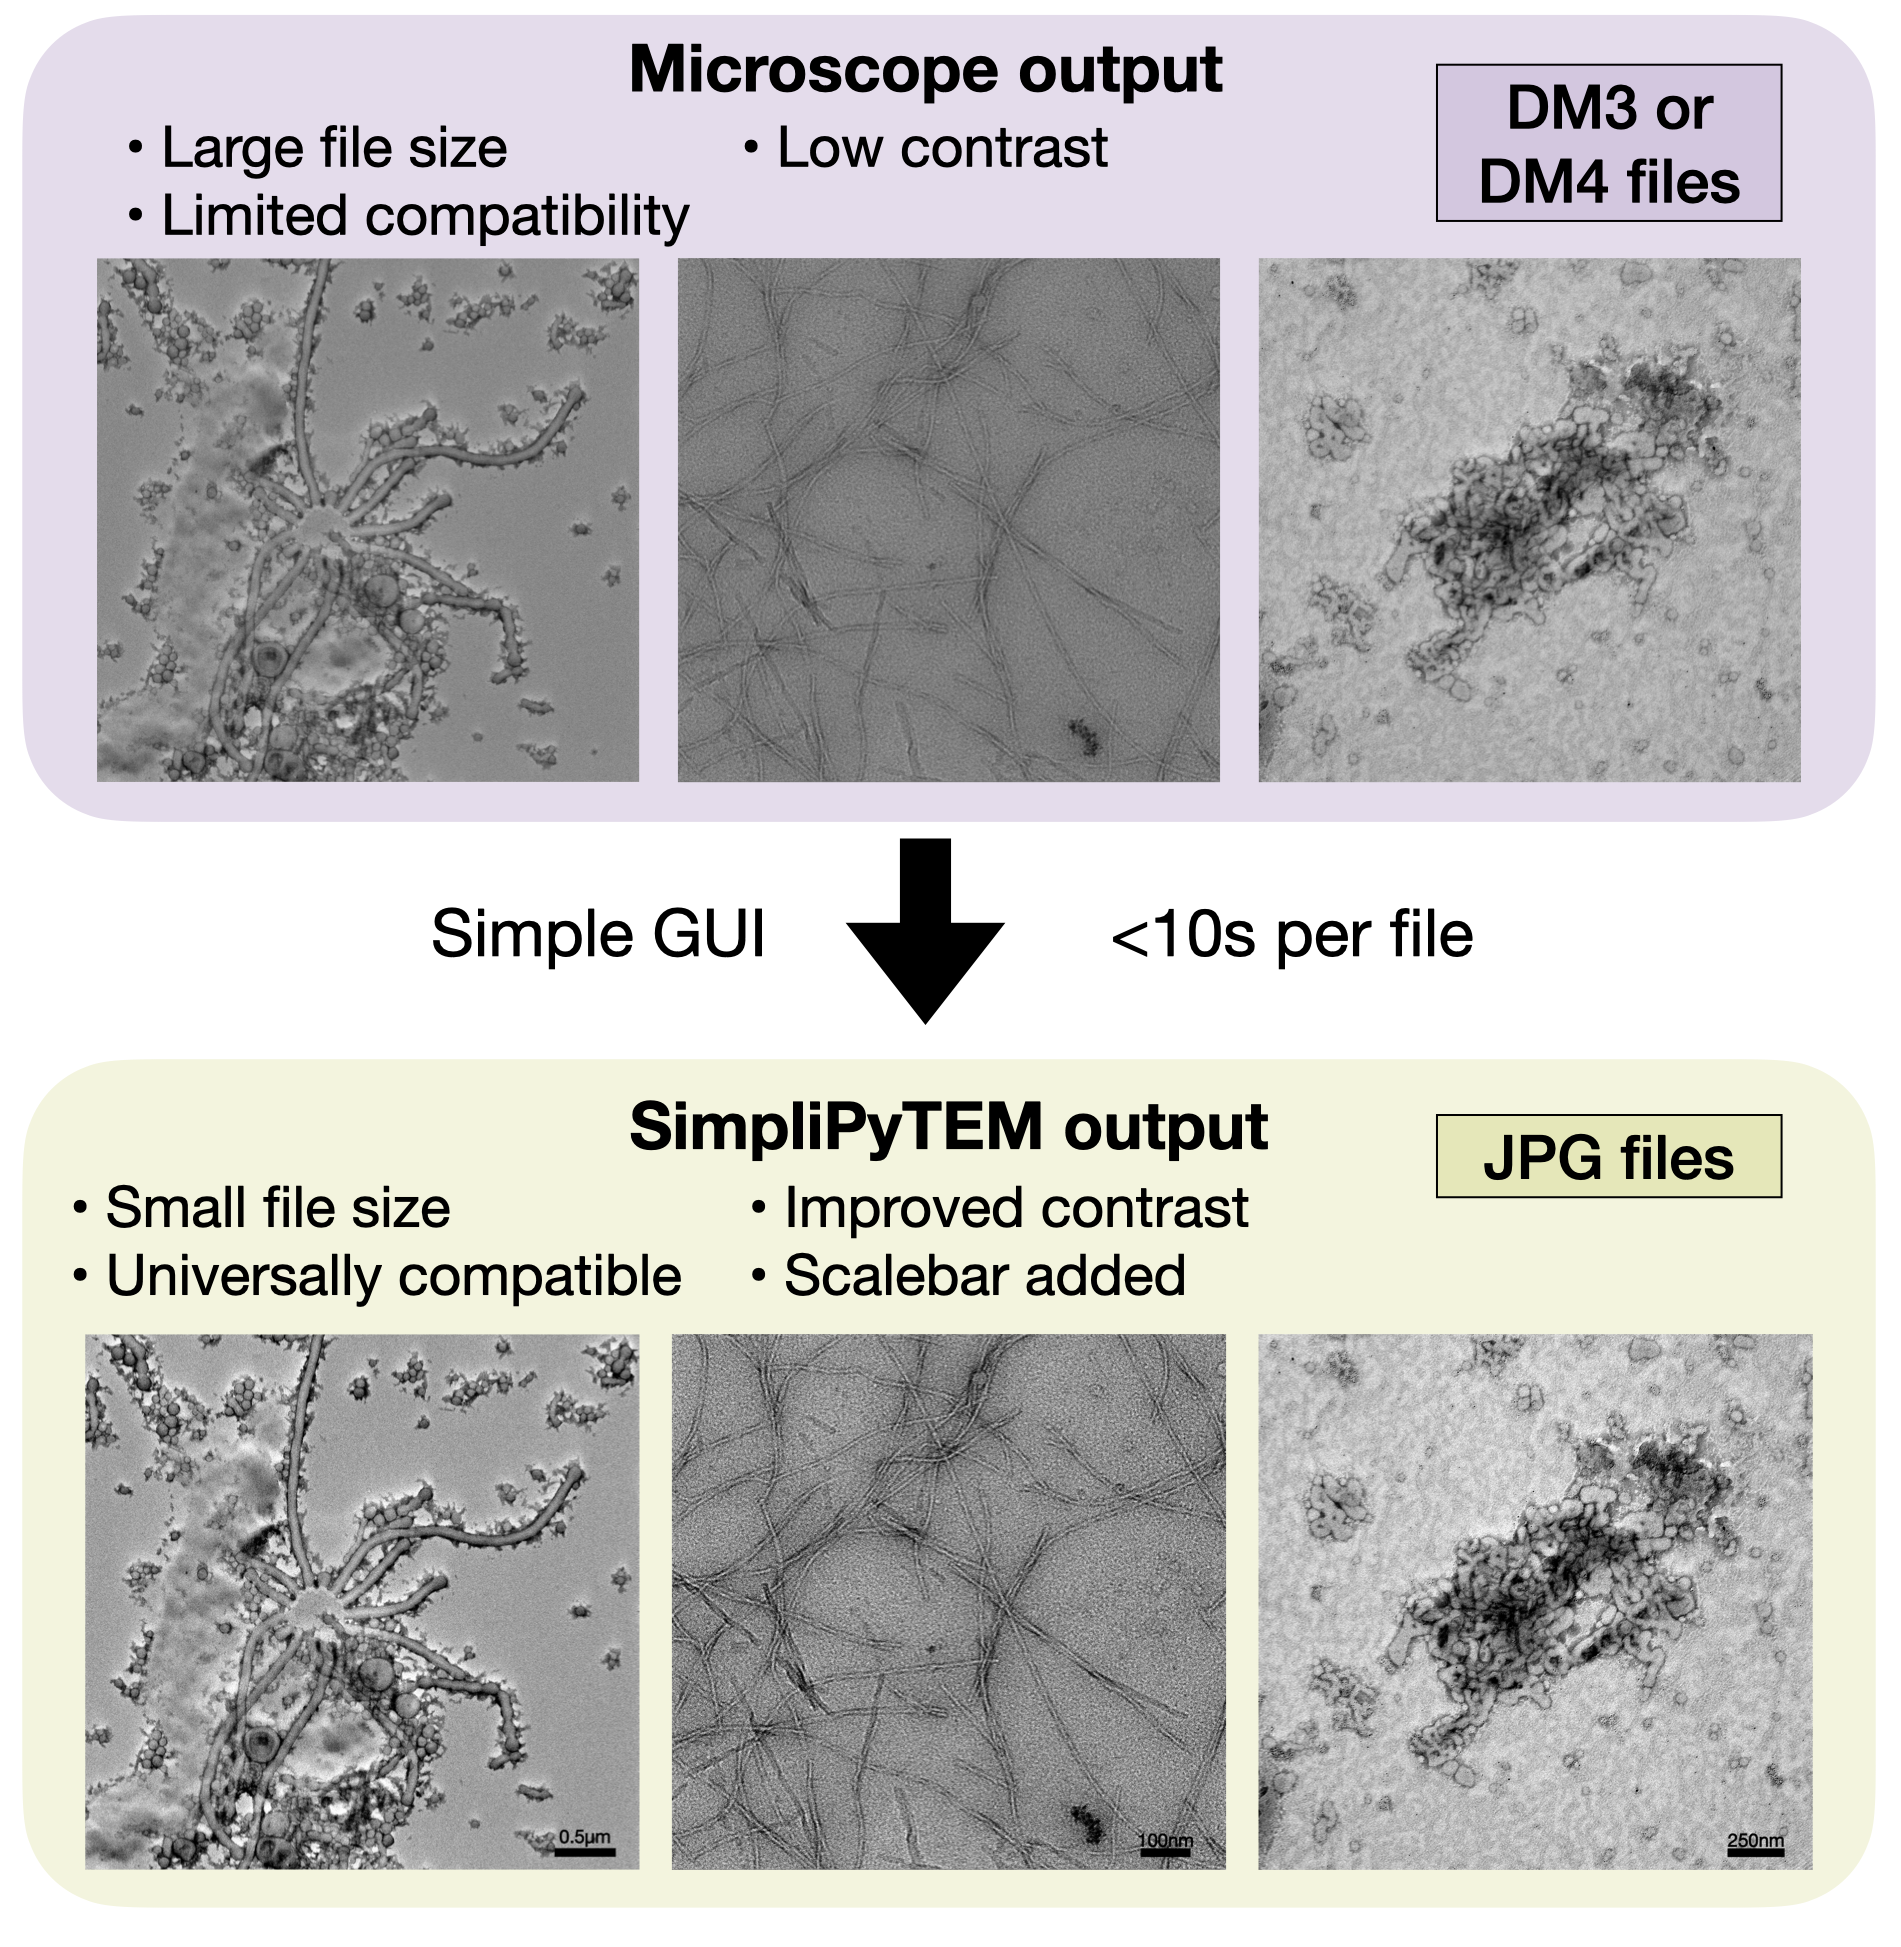 Microscope output
• Large file size
• Limited compatibility
• Low contrast
DM3 or
DM4 files
Simple GUI
<10s per file
SimpliPyTEM output
JPG files
• Small file size
• Universally compatible
• Improved contrast
• Scalebar added
0.5µm
100nm
250nm